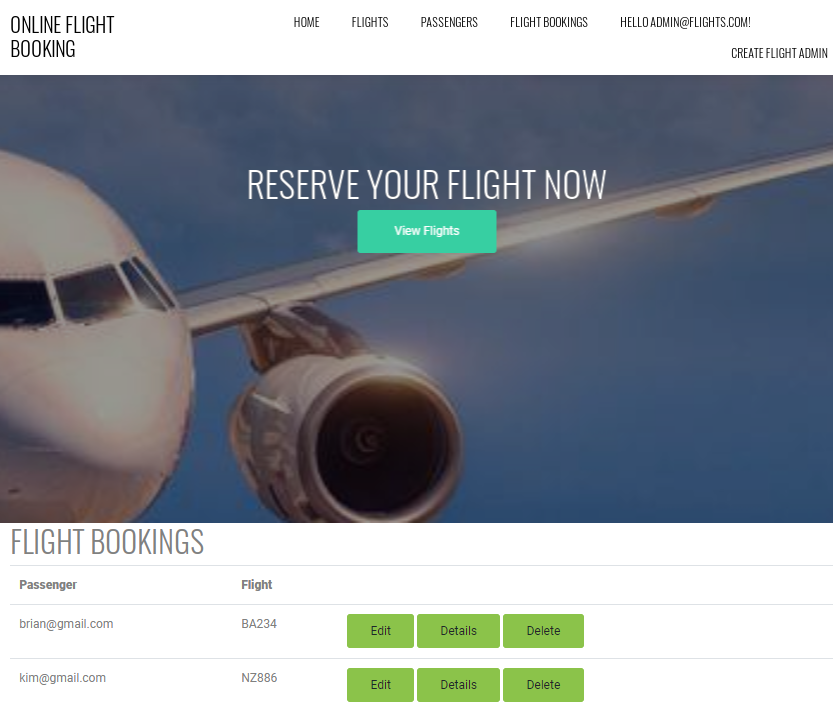 ONLINE FLIGHT
BOOKING
HOME FLIGHTS PASSENGERS FLIGHT BOOKINGS HELLO ADMIN@FLIGHTS.COM!
CREATE FLIGHT ADMIN
RESERVE YOUR FLIGHT NOW
View Flights
FLIGHT BOOKINGS
Passenger Flight
brian@gmail.com BA234 Edit Details Delete
kim@gmail.com NZ886 Edit Details Delete